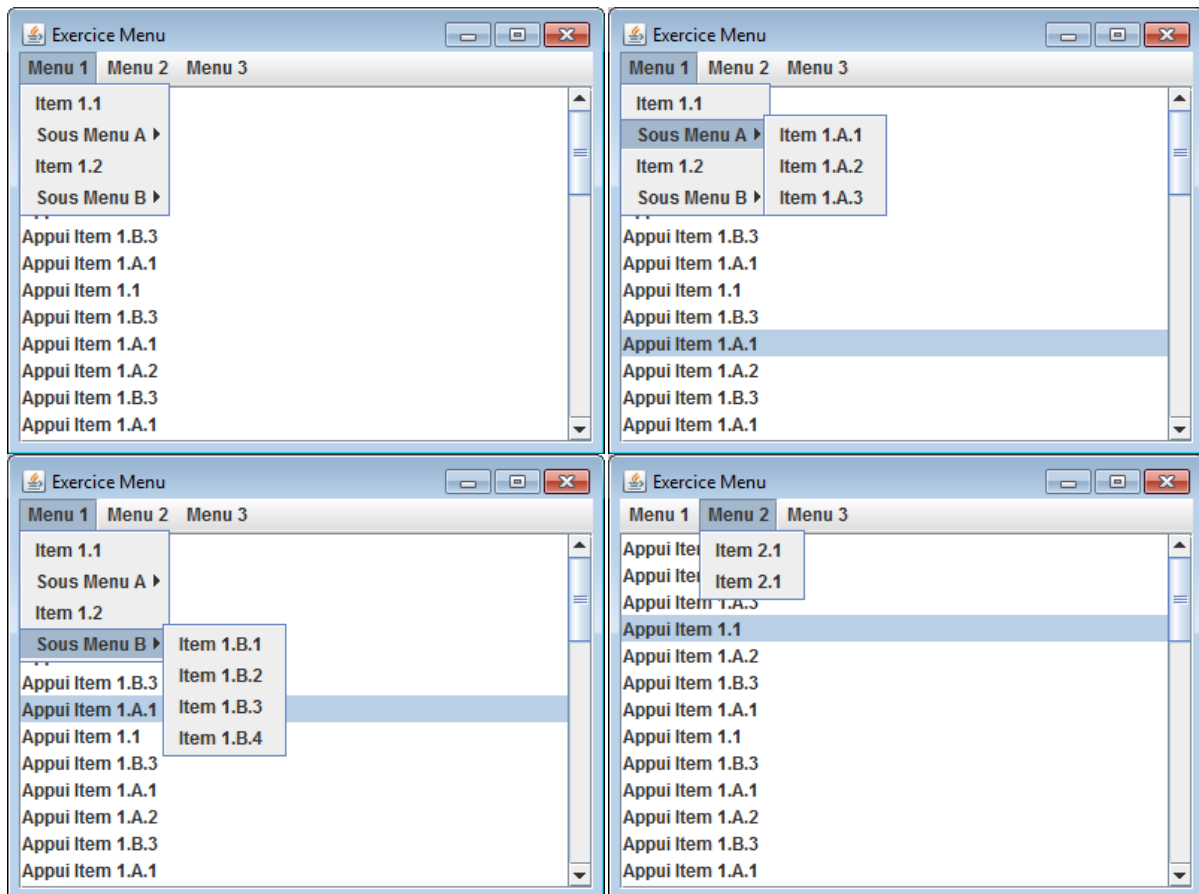 Exercice Menu
Menu 1 Menu 2 Menu 3
Item 1.1
Sous Menu A
Item 1.2
Sous Menu B
Appui Item 1.B.3
Appui Item 1.A.1
Appui Item 1.1
Appui Item 1.B.3
Appui Item 1.A.1
Appui Item 1.A.2
Appui Item 1.B.3
Appui Item 1.A.1
Exercice Menu
Menu 1 Menu 2 Menu 3
Item 1.1
Sous Menu A Item 1.A.1
Item 1.2 Item 1.A.2
Sous Menu B Item 1.A.3
Appui Item 1.B.3
Appui Item 1.A.1
Appui Item 1.1
Appui Item 1.B.3
Appui Item 1.A.1
Appui Item 1.A.2
Appui Item 1.B.3
Appui Item 1.A.1
Exercice Menu
Menu 1 Menu 2 Menu 3
Item 1.1
Sous Menu A
Item 1.2
Sous Menu B Item 1.B.1
Item 1.B.2
Appui Item 1.B.3
Appui Item 1.A.1 Item 1.B.3
Appui Item 1.1 Item 1.B.4
Appui Item 1.B.3
Appui Item 1.A.1
Appui Item 1.A.2
Appui Item 1.B.3
Appui Item 1.A.1
Exercice Menu
Menu 1 Menu 2 Menu 3
Appui Item 2.1
Appui Item 2.1
Appui Item 1.A.3
Appui Item 1.1
Appui Item 1.A.2
Appui Item 1.B.3
Appui Item 1.A.1
Appui Item 1.1
Appui Item 1.B.3
Appui Item 1.A.1
Appui Item 1.A.2
Appui Item 1.B.3
Appui Item 1.A.1